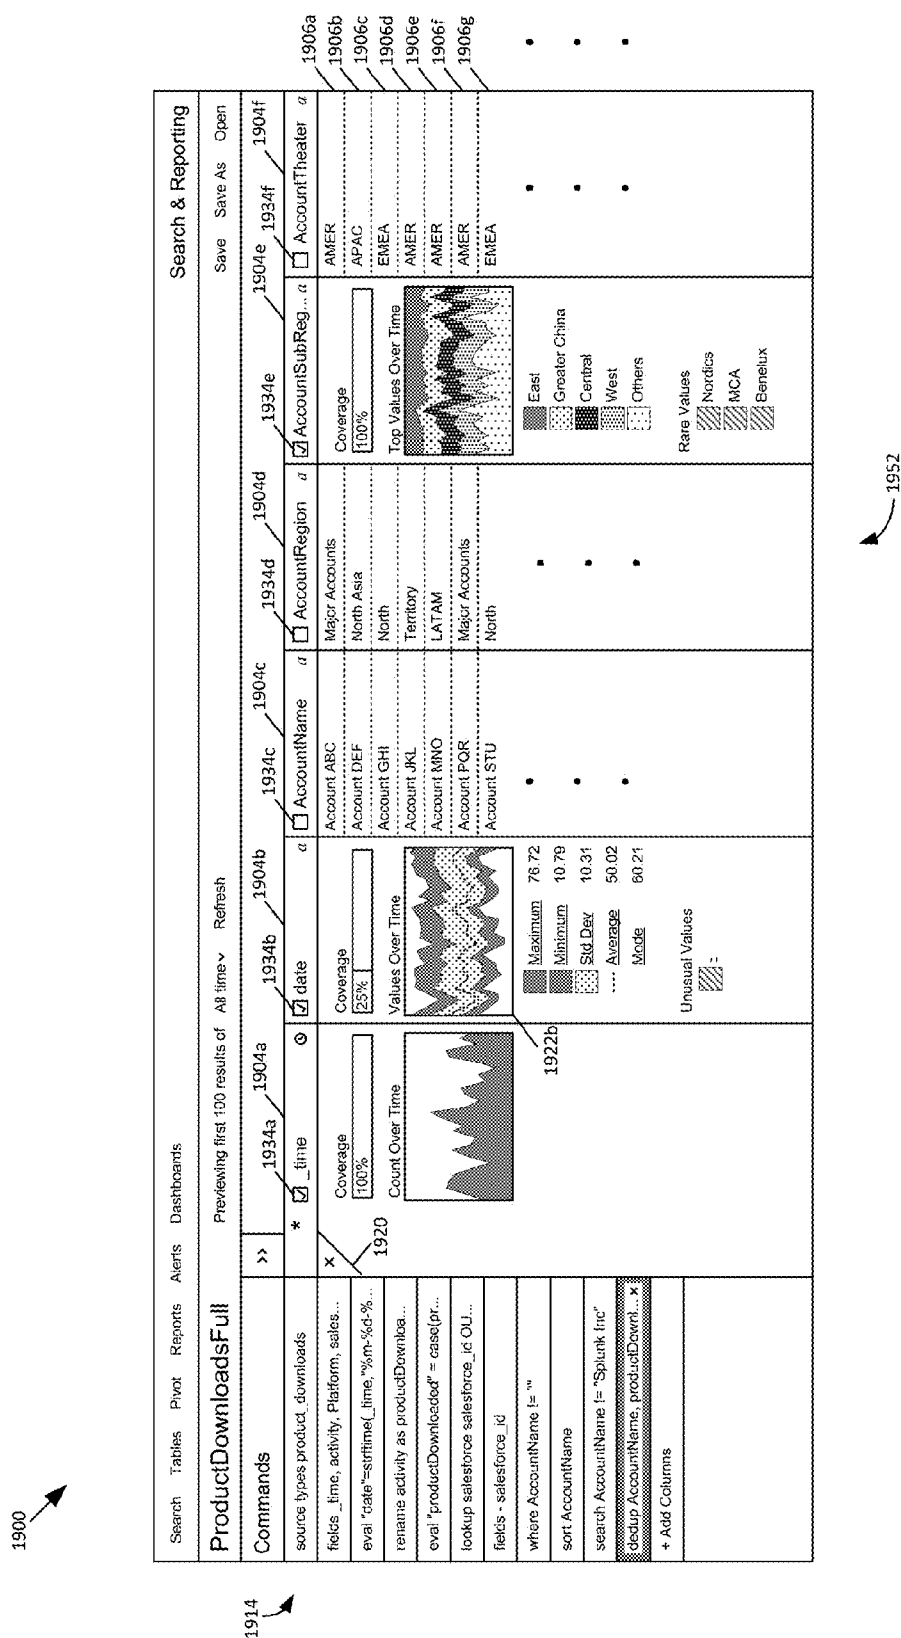 1900
1914
Search Tables Pivot Reports Alerts Dashboards Search & Reporting
ProductDownloadsFull Previewing first 100 results of All time Refresh Save Save As Open
Commands >>
1934a 1904a 1934b 1904b 1934c 1904c 1934d 1904d 1934e 1904e 1934f 1904f
source types product_downloads
fields _time, activity, Platform, sales...
eval "date"=strftime(_time,"%m-%d-%...
rename activity as productDownloa...
eval "productDownloaded" = case(pr...
lookup salesforce salesforce_id OU...
fields - salesforce_id
where AccountName != ""
sort AccountName
search AccountName != "Splunk Inc"
dedup AccountName, productDownl... x
+ Add Columns
* _time
x
1920
Coverage
100%
Count Over Time
date a
Coverage
25%
Values Over Time
1922b
Maximum 76.72
Minimum 10.79
Std Dev 10.31
Average 50.02
Mode 60.21
Unusual Values
=
AccountName a
Account ABC
Account DEF
Account GHI
Account JKL
Account MNO
Account PQR
Account STU
AccountRegion a
Major Accounts
North Asia
North
Territory
LATAM
Major Accounts
North
AccountSubReg... a
Coverage
100%
Top Values Over Time
East
Greater China
Central
West
Others
Rare Values
Nordics
MCA
Benelux
AccountTheater a
AMER
APAC
EMEA
AMER
AMER
AMER
EMEA
1906a
1906b
1906c
1906d
1906e
1906f
1906g
1952